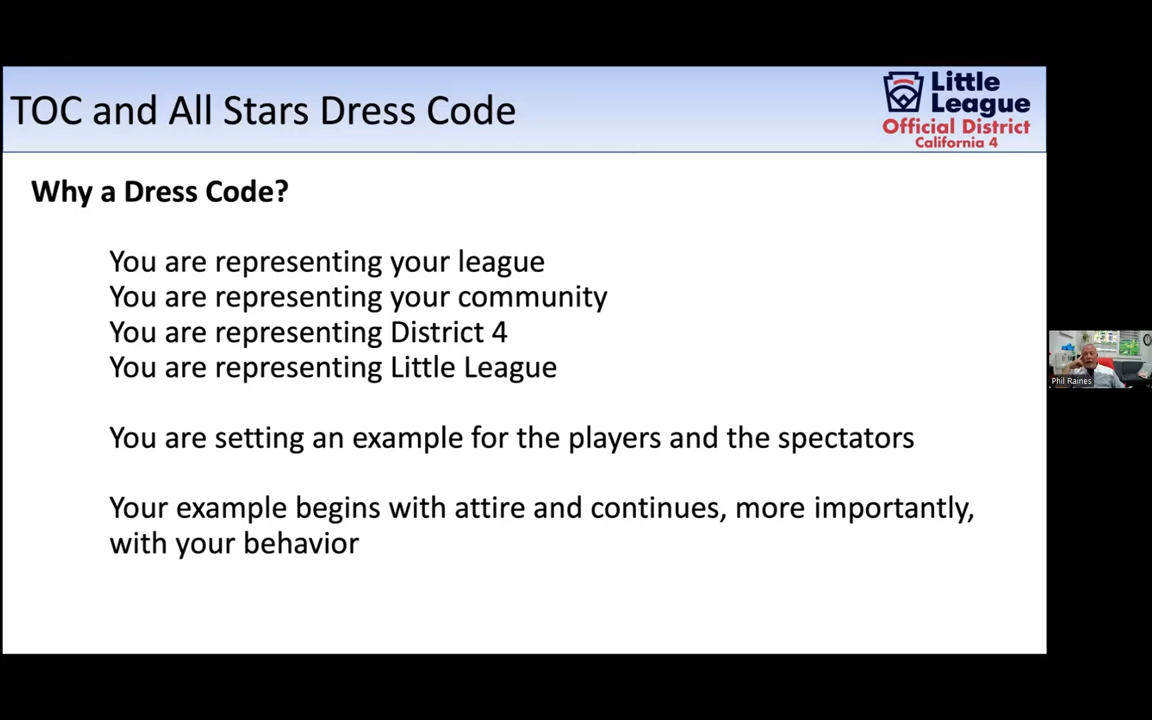 TOC and All Stars Dress Code
Little
League
Official District
California 4
Why a Dress Code?
You are representing your league
You are representing your community
You are representing District 4
You are representing Little League
You are setting an example for the players and the spectators
Your example begins with attire and continues, more importantly,
with your behavior
Phil Raines